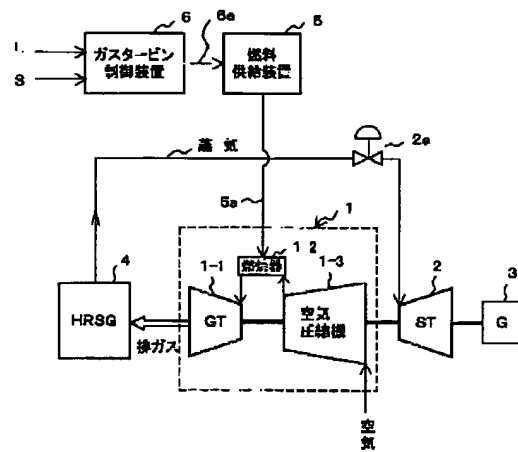 6
6a
5
L
S
ガスタービン
制御装置
燃料
供給装置
蒸気
2a
5a
1
4
1-1
1-2
燃焼器
1-3
2
3
HRSG
GT
空気
圧縮機
ST
G
排ガス
空気